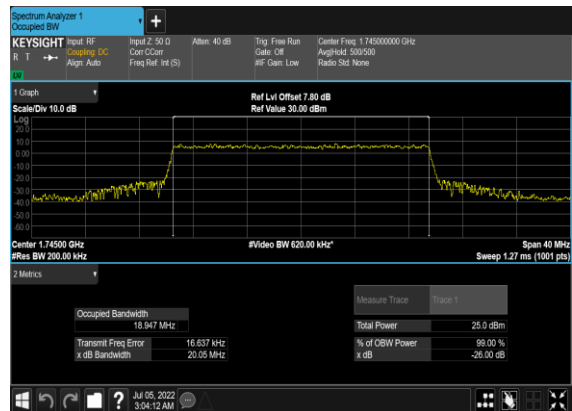 Spectrum Analyzer 1
Occupied BW
+
KEYSIGHT Input: RF Input Z: 50 Ω Atten: 40 dB Trig: Free Run Center Freq: 1.745000000 GHz
R T Coupling: DC Corr CCorr Gate: Off Avg|Hold: 500/500
Align: Auto Freq Ref: Int (S) #IF Gain: Low Radio Std: None
1 Graph
Ref Lvl Offset 7.80 dB
Scale/Div 10.0 dB Ref Value 30.00 dBm
Log
20.0
10.0
0.00
-10.0
-20.0
-30.0
-40.0
-50.0
-60.0
Center 1.74500 GHz #Video BW 620.00 kHz* Span 40 MHz
#Res BW 200.00 kHz Sweep 1.27 ms (1001 pts)
2 Metrics
Measure Trace Trace 1
Occupied Bandwidth
18.947 MHz Total Power 25.0 dBm
Transmit Freq Error 16.637 kHz % of OBW Power 99.00 %
x dB Bandwidth 20.05 MHz x dB -26.00 dB
? Jul 05, 2022
3:04:12 AM